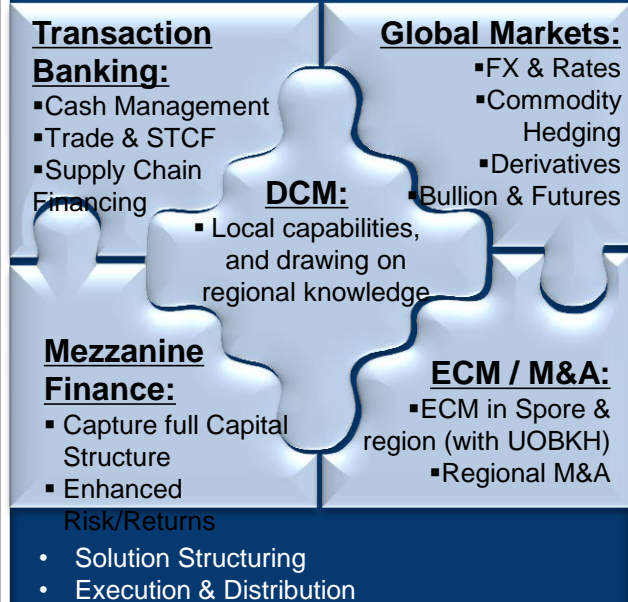 Transaction
Banking:
▪Cash Management
▪Trade & STCF
▪Supply Chain
Financing
Global Markets:
▪FX & Rates
▪Commodity
Hedging
▪Derivatives
▪Bullion & Futures
DCM:
▪ Local capabilities,
and drawing on
regional knowledge
Mezzanine
Finance:
▪ Capture full Capital
Structure
▪ Enhanced
Risk/Returns
ECM / M&A:
▪ECM in Spore &
region (with UOBKH)
▪Regional M&A
• Solution Structuring
• Execution & Distribution